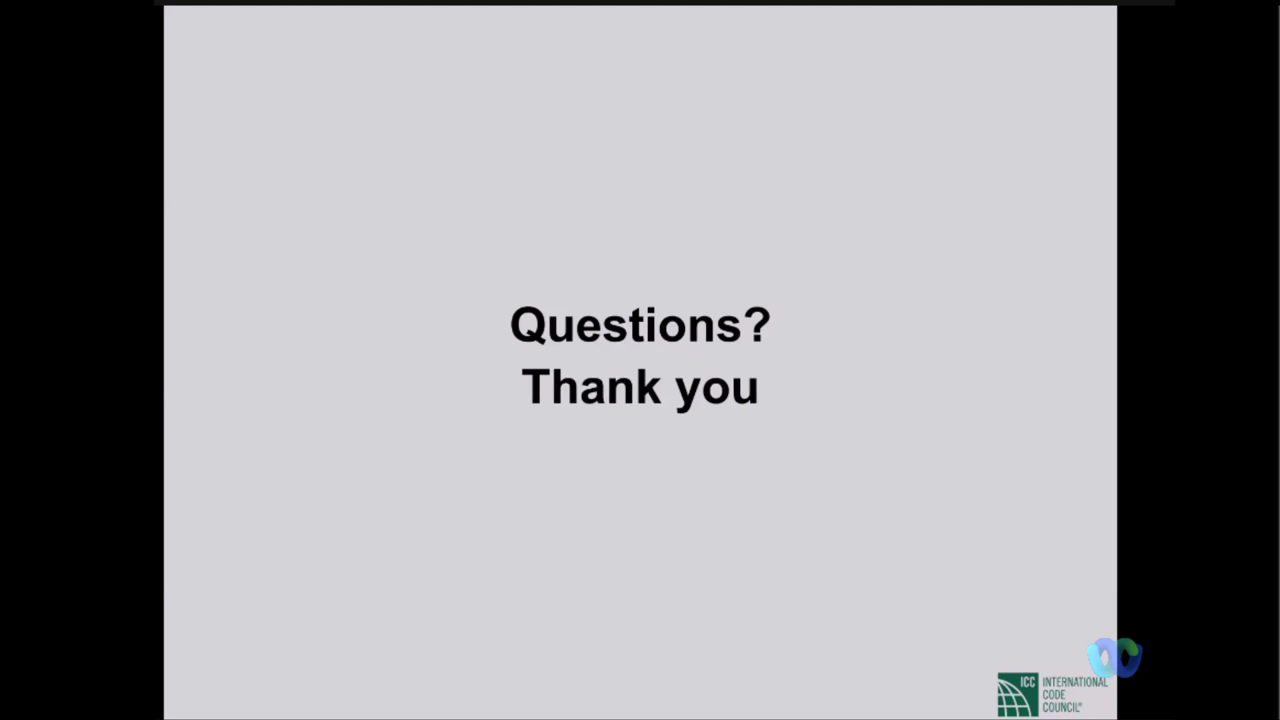 Questions?
Thank you
ICC
INTERNATIONAL
CODE
COUNCIL®